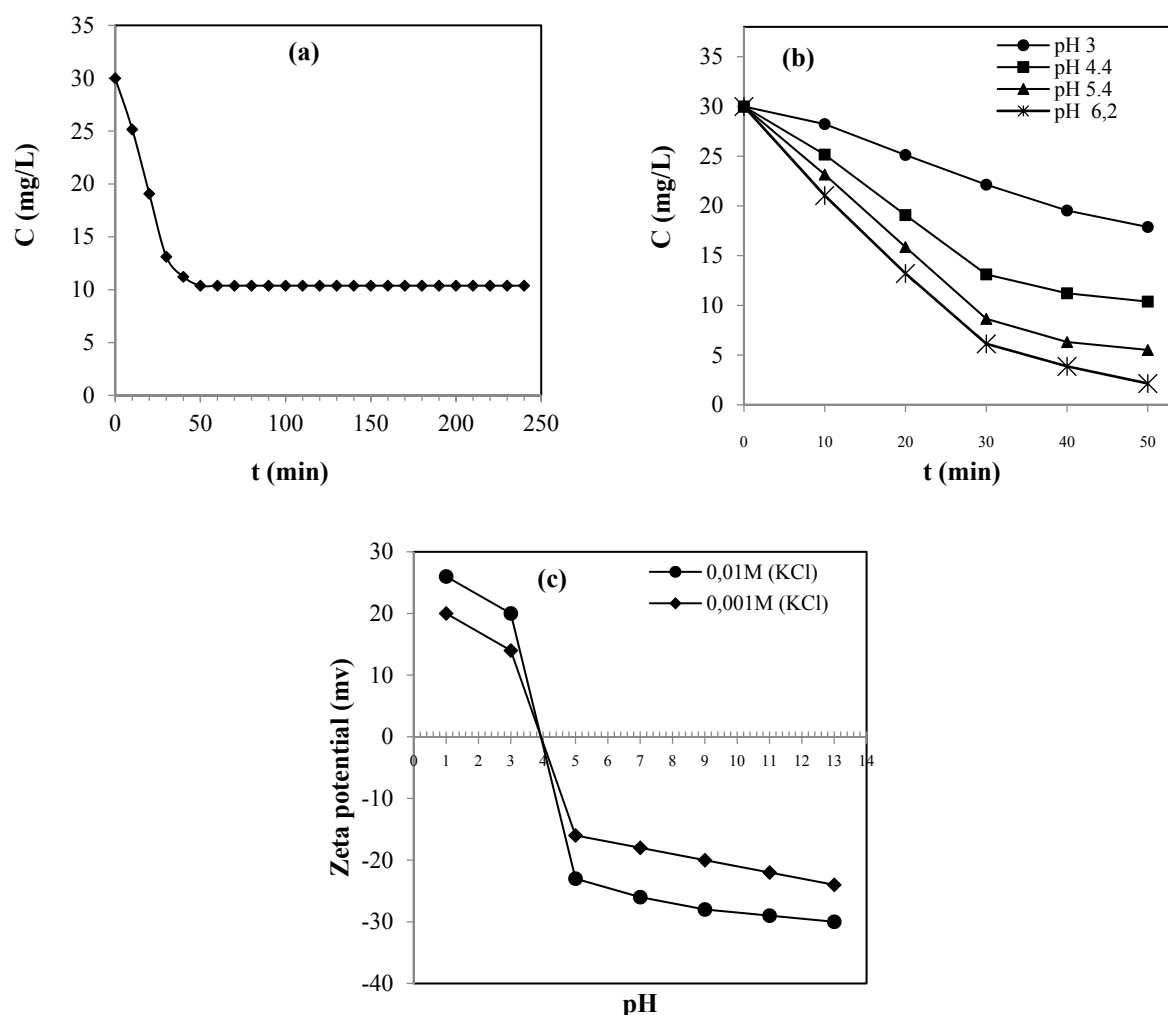 (a)
C (mg/L)
35
30
25
20
15
10
5
0
0 50 100 150 200 250
t (min)
(b)
pH 3
pH 4.4
pH 5.4
pH 6,2
C (mg/L)
35
30
25
20
15
10
5
0
0 10 20 30 40 50
t (min)
(c)
0,01M (KCl)
0,001M (KCl)
Zeta potential (mv)
30
20
10
0
-10
-20
-30
-40
0 1 2 3 4 5 6 7 8 9 10 11 12 13 14
pH